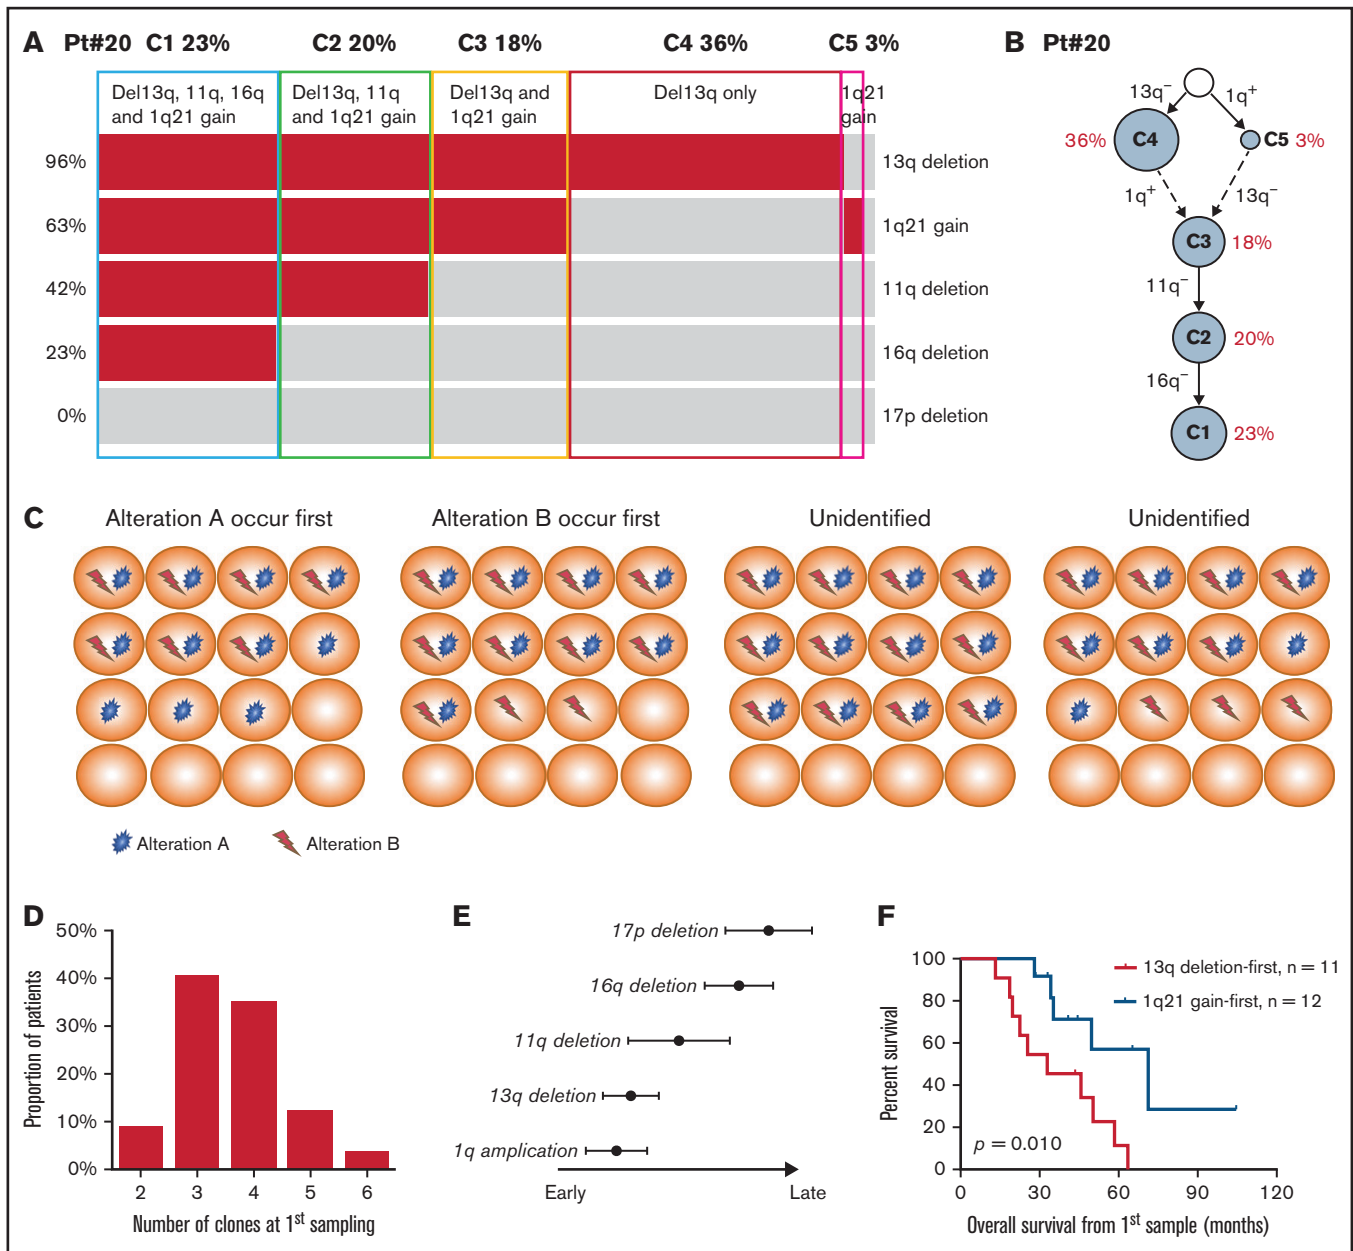 A Pt#20 C1 23% C2 20% C3 18% C4 36% C5 3%
Del13q, 11q, 16q
and 1q21 gain
Del13q, 11q
and 1q21 gain
Del13q and
1q21 gain
Del13q only
1q21
gain
96% 13q deletion
63% 1q21 gain
42% 11q deletion
23% 16q deletion
0% 17p deletion
B Pt#20
13q⁻ 1q⁺
36% C4 C5 3%
1q⁺ 13q⁻
C3 18%
11q⁻
C2 20%
16q⁻
C1 23%
C Alteration A occur first Alteration B occur first Unidentified Unidentified
Alteration A Alteration B
D
Proportion of patients
50%
40%
30%
20%
10%
0%
2 3 4 5 6
Number of clones at 1st sampling
E
17p deletion
16q deletion
11q deletion
13q deletion
1q amplication
Early Late
F
Percent survival
100
80
60
40
20
0
13q deletion-first, n = 11
1q21 gain-first, n = 12
p = 0.010
0 30 60 90 120
Overall survival from 1st sample (months)